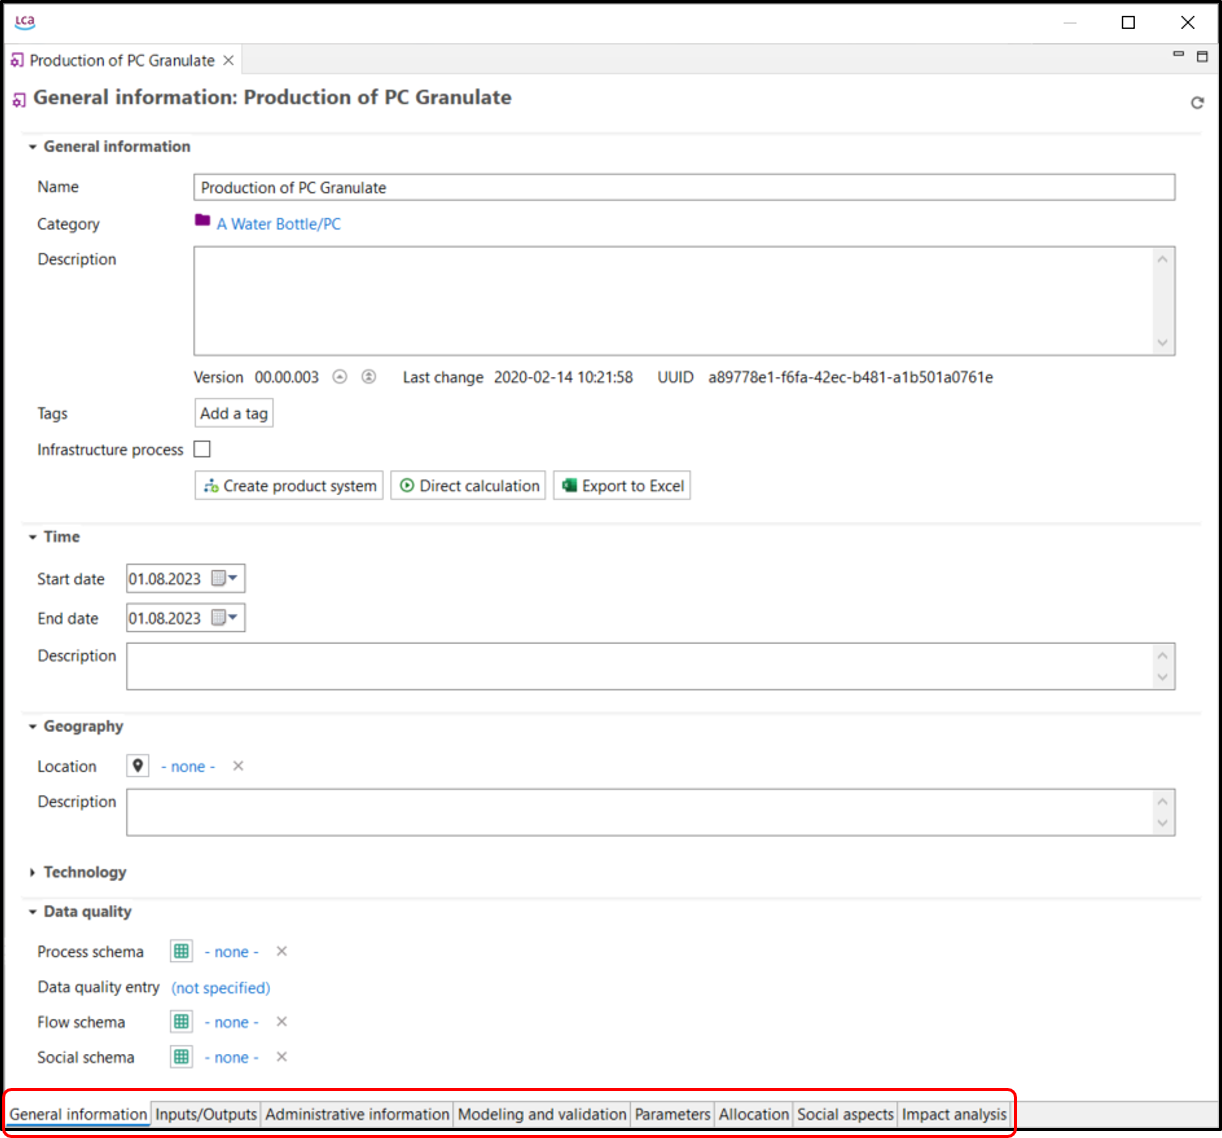 LCA
Production of PC Granulate
General information: Production of PC Granulate
General information
Name Production of PC Granulate
Category A Water Bottle/PC
Description
Version 00.00.003 Last change 2020-02-14 10:21:58 UUID a89778e1-f6fa-42ec-b481-a1b501a0761e
Tags Add a tag
Infrastructure process
Create product system Direct calculation Export to Excel
Time
Start date 01.08.2023
End date 01.08.2023
Description
Geography
Location - none -
Description
Technology
Data quality
Process schema - none -
Data quality entry (not specified)
Flow schema - none -
Social schema - none -
General information Inputs/Outputs Administrative information Modeling and validation Parameters Allocation Social aspects Impact analysis